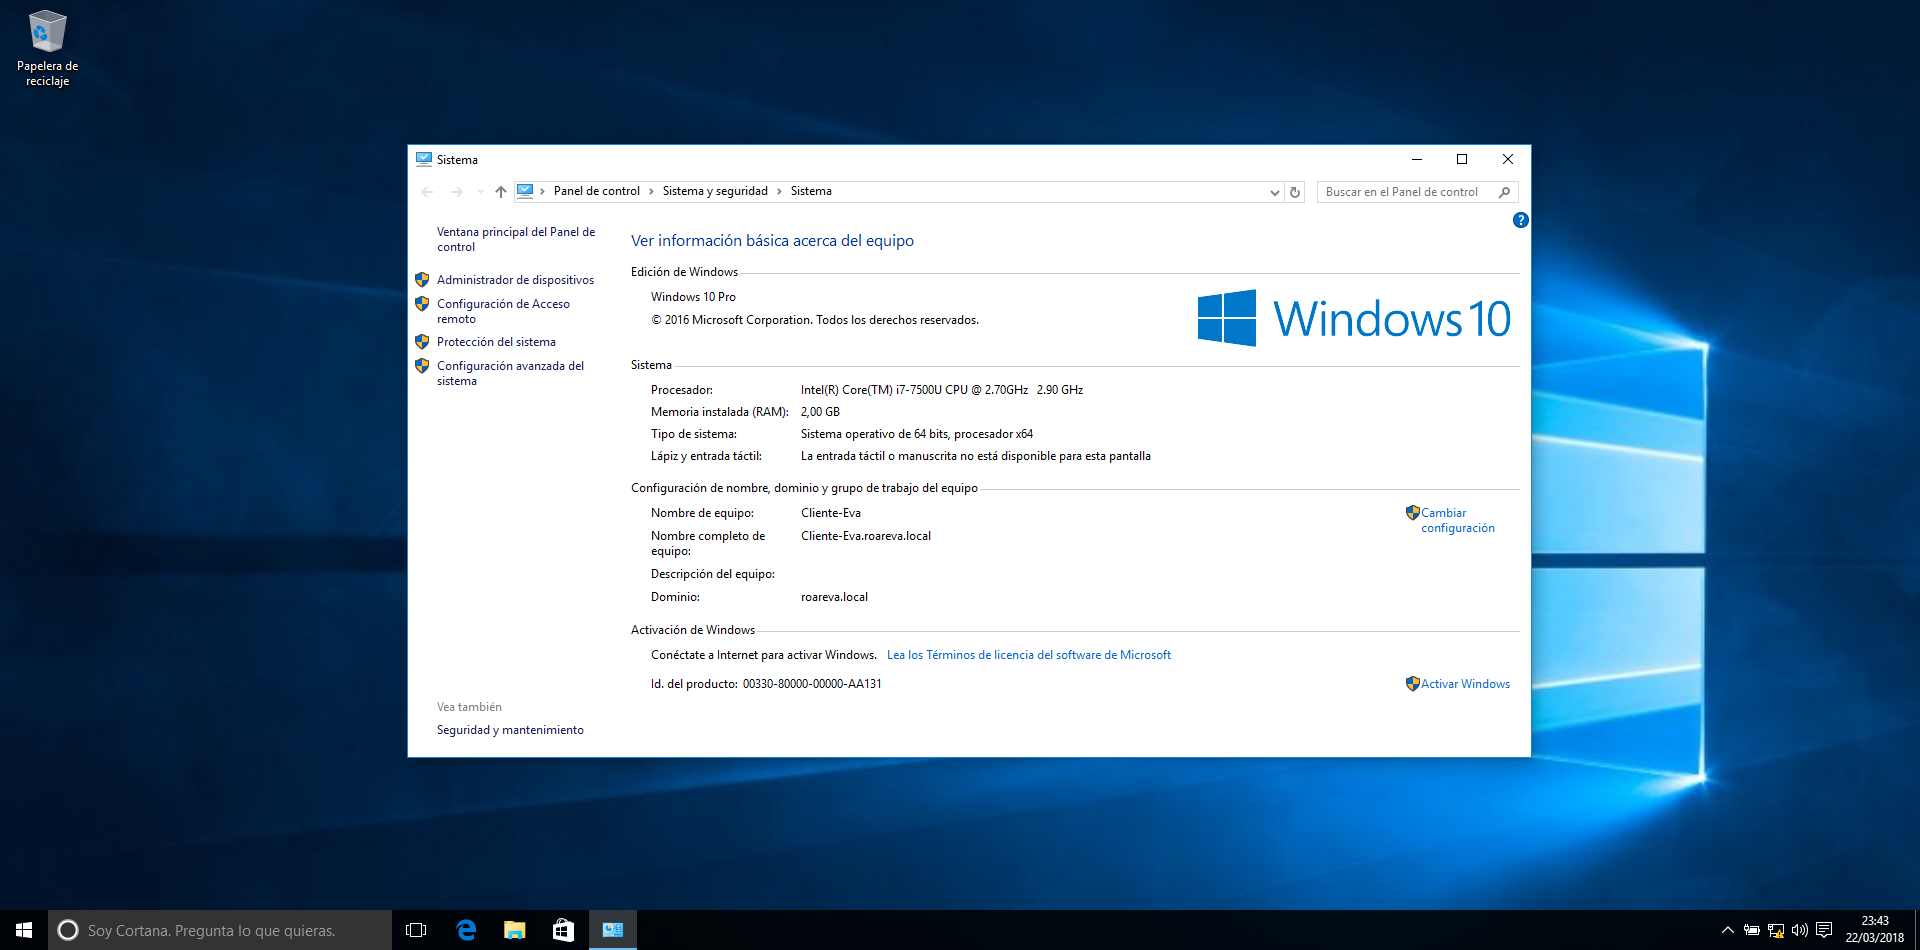 Papelera de
reciclaje
Sistema
Panel de control › Sistema y seguridad › Sistema
Buscar en el Panel de control
?
Ventana principal del Panel de
control
Administrador de dispositivos
Configuración de Acceso
remoto
Protección del sistema
Configuración avanzada del
sistema
Vea también
Seguridad y mantenimiento
Ver información básica acerca del equipo
Edición de Windows
Windows 10 Pro
© 2016 Microsoft Corporation. Todos los derechos reservados.
Windows 10
Sistema
Procesador: Intel(R) Core(TM) i7-7500U CPU @ 2.70GHz 2.90 GHz
Memoria instalada (RAM): 2,00 GB
Tipo de sistema: Sistema operativo de 64 bits, procesador x64
Lápiz y entrada táctil: La entrada táctil o manuscrita no está disponible para esta pantalla
Configuración de nombre, dominio y grupo de trabajo del equipo
Nombre de equipo: Cliente-Eva
Cambiar
configuración
Nombre completo de
equipo:
Cliente-Eva.roareva.local
Descripción del equipo:
Dominio: roareva.local
Activación de Windows
Conéctate a Internet para activar Windows. Lea los Términos de licencia del software de Microsoft
Id. del producto: 00330-80000-00000-AA131
Activar Windows
Soy Cortana. Pregunta lo que quieras.
23:43
22/03/2018